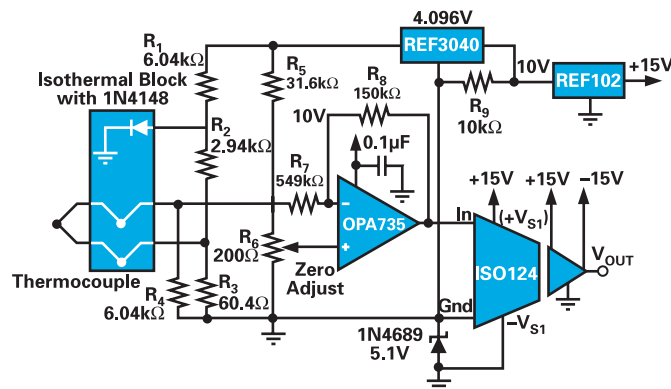 4.096V
R1
6.04kΩ
REF3040
R5
31.6kΩ
Isothermal Block
with 1N4148
R8
150kΩ
10V
REF102
+15V
10V
R9
10kΩ
R2
2.94kΩ
0.1µF
R7
549kΩ
+15V
+15V
−15V
−
OPA735
+
In
(+VS1)
R6
200Ω
Zero
Adjust
ISO124
VOUT
Thermocouple
R4
6.04kΩ
R3
60.4Ω
Gnd
−VS1
1N4689
5.1V